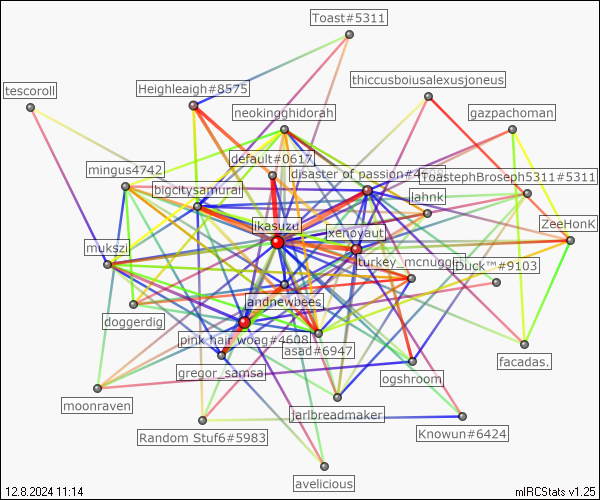 Toast#5311
thiccusboiusalexusjoneus
tescoroll
Heighleaigh#8575
neokingghidorah
gazpachoman
default#0617
mingus4742
disaster of passion#4
ToastephBroseph5311#5311
bigcitysamurai
lahnk
ikasuzu
xenoyaut
ZeeHonK
mukszi
turkey_mcnuggit
Duck™#9103
andnewbees
doggerdig
pink hair woag#4608
asad#6947
facadas.
gregor_samsa
ogshroom
moonraven
jarlbreadmaker
Random Stuf6#5983
Knowun#6424
avelicious
12.8.2024 11:14
mIRCStats v1.25